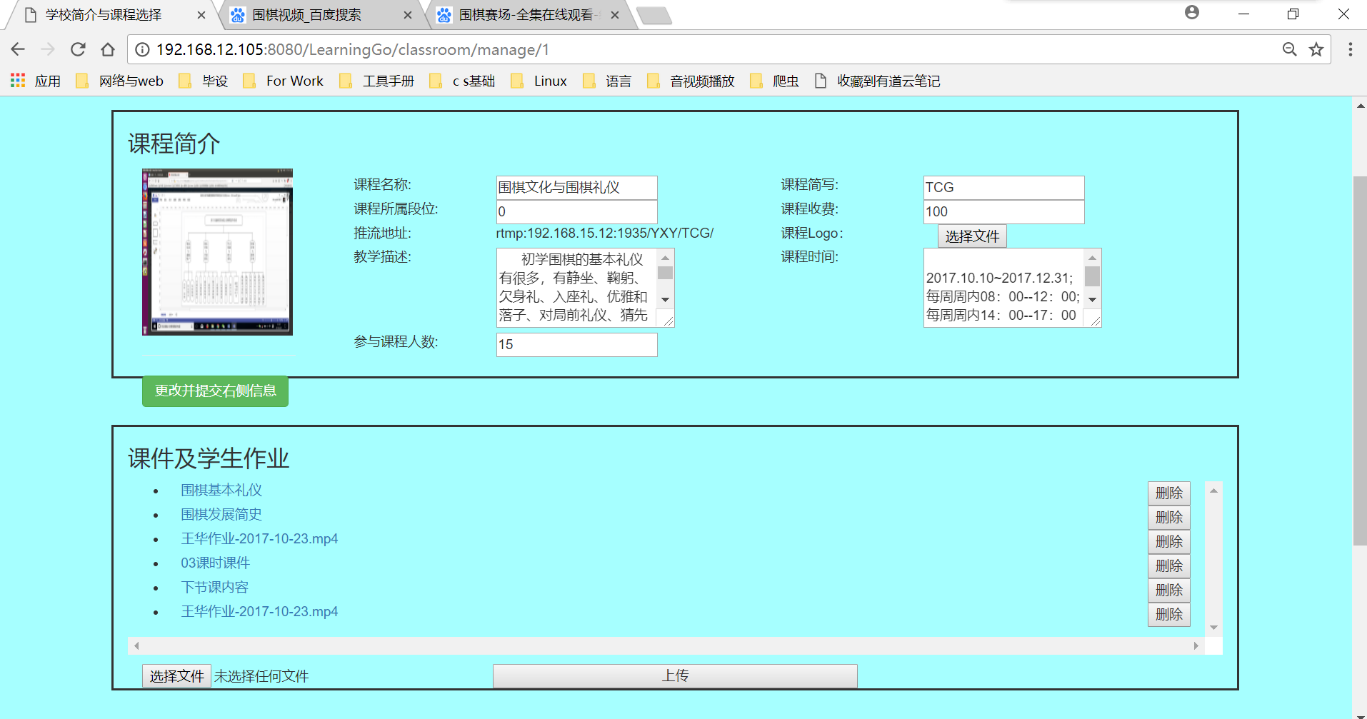 学校简介与课程选择
围棋视频_百度搜索
围棋赛场-全集在线观看-
192.168.12.105:8080/LearningGo/classroom/manage/1
应用 网络与web 毕设 For Work 工具手册 c s基础 Linux 语言 音视频播放 爬虫 收藏到有道云笔记
课程简介
课程名称: 围棋文化与围棋礼仪 课程简写: TCG
课程所属段位: 0 课程收费: 100
推流地址: rtmp:192.168.15.12:1935/YXY/TCG/ 课程Logo: 选择文件
教学描述: 初学围棋的基本礼仪
有很多，有静坐、鞠躬、
欠身礼、入座礼、优雅和
落子、对局前礼仪、猜先
课程时间:
2017.10.10~2017.12.31;
每周周内08：00--12：00;
每周周内14：00--17：00
参与课程人数: 15
更改并提交右侧信息
课件及学生作业
围棋基本礼仪 删除
围棋发展简史 删除
王华作业-2017-10-23.mp4 删除
03课时课件 删除
下节课内容 删除
王华作业-2017-10-23.mp4 删除
选择文件 未选择任何文件 上传